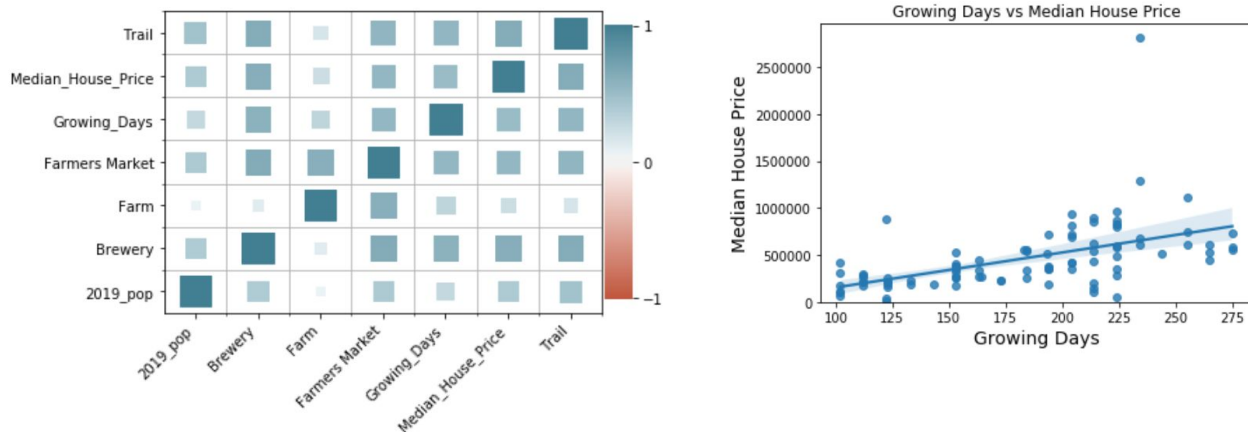 Trail
Median_House_Price
Growing_Days
Farmers Market
Farm
Brewery
2019_pop
2019_pop
Brewery
Farm
Farmers Market
Growing_Days
Median_House_Price
Trail
1
0
−1
Growing Days vs Median House Price
Median House Price
2500000
2000000
1500000
1000000
500000
0
100 125 150 175 200 225 250 275
Growing Days